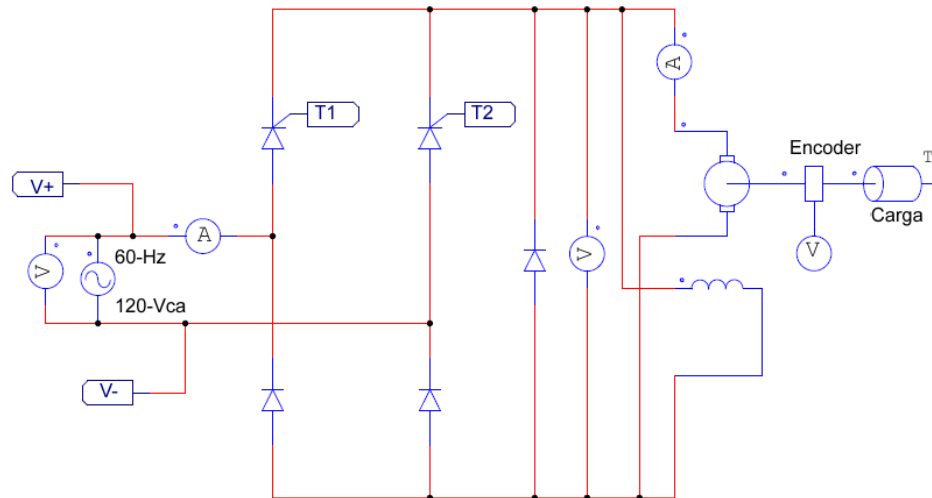 T1
T2
A
Encoder
T
V+
Carga
60-Hz
A
V
V
V
120-Vca
V-